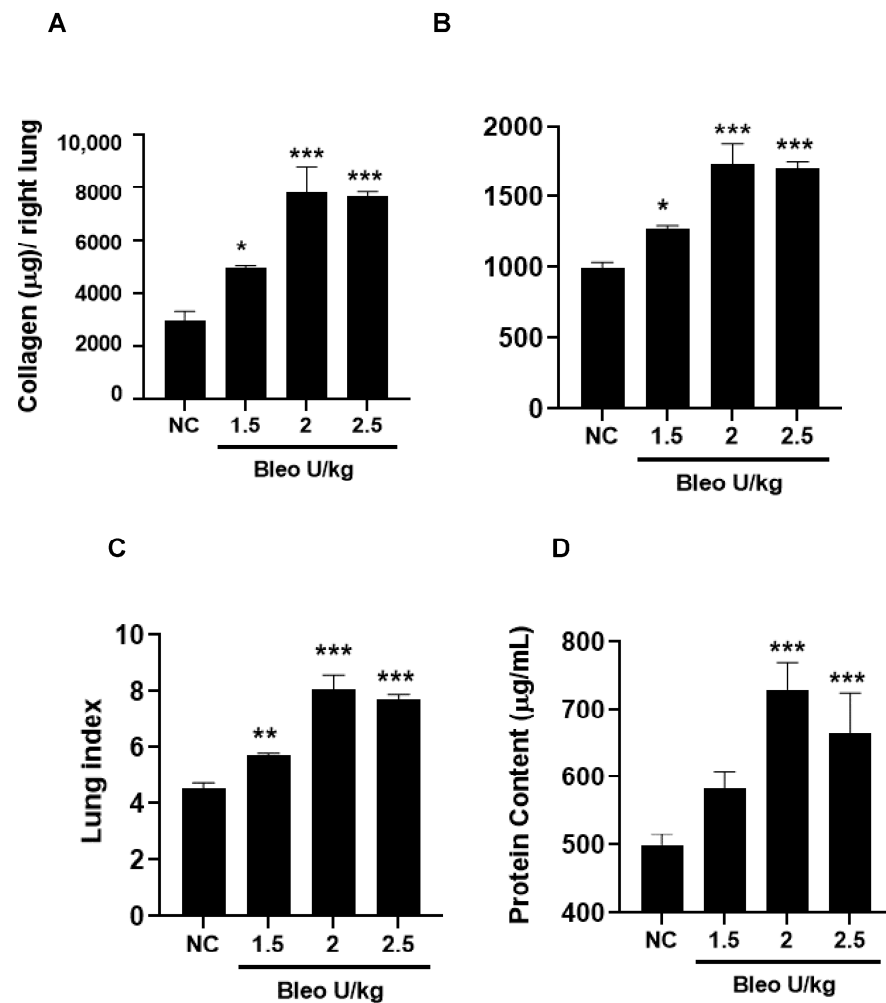 A
B
Collagen (μg)/ right lung
10,000
8000
6000
4000
2000
0
*
***
***
NC 1.5 2 2.5
Bleo U/kg
2000
1500
1000
500
0
*
***
***
NC 1.5 2 2.5
Bleo U/kg
C
D
Lung index
10
8
6
4
2
0
**
***
***
NC 1.5 2 2.5
Bleo U/kg
Protein Content (μg/mL)
800
700
600
500
400
***
***
NC 1.5 2 2.5
Bleo U/kg